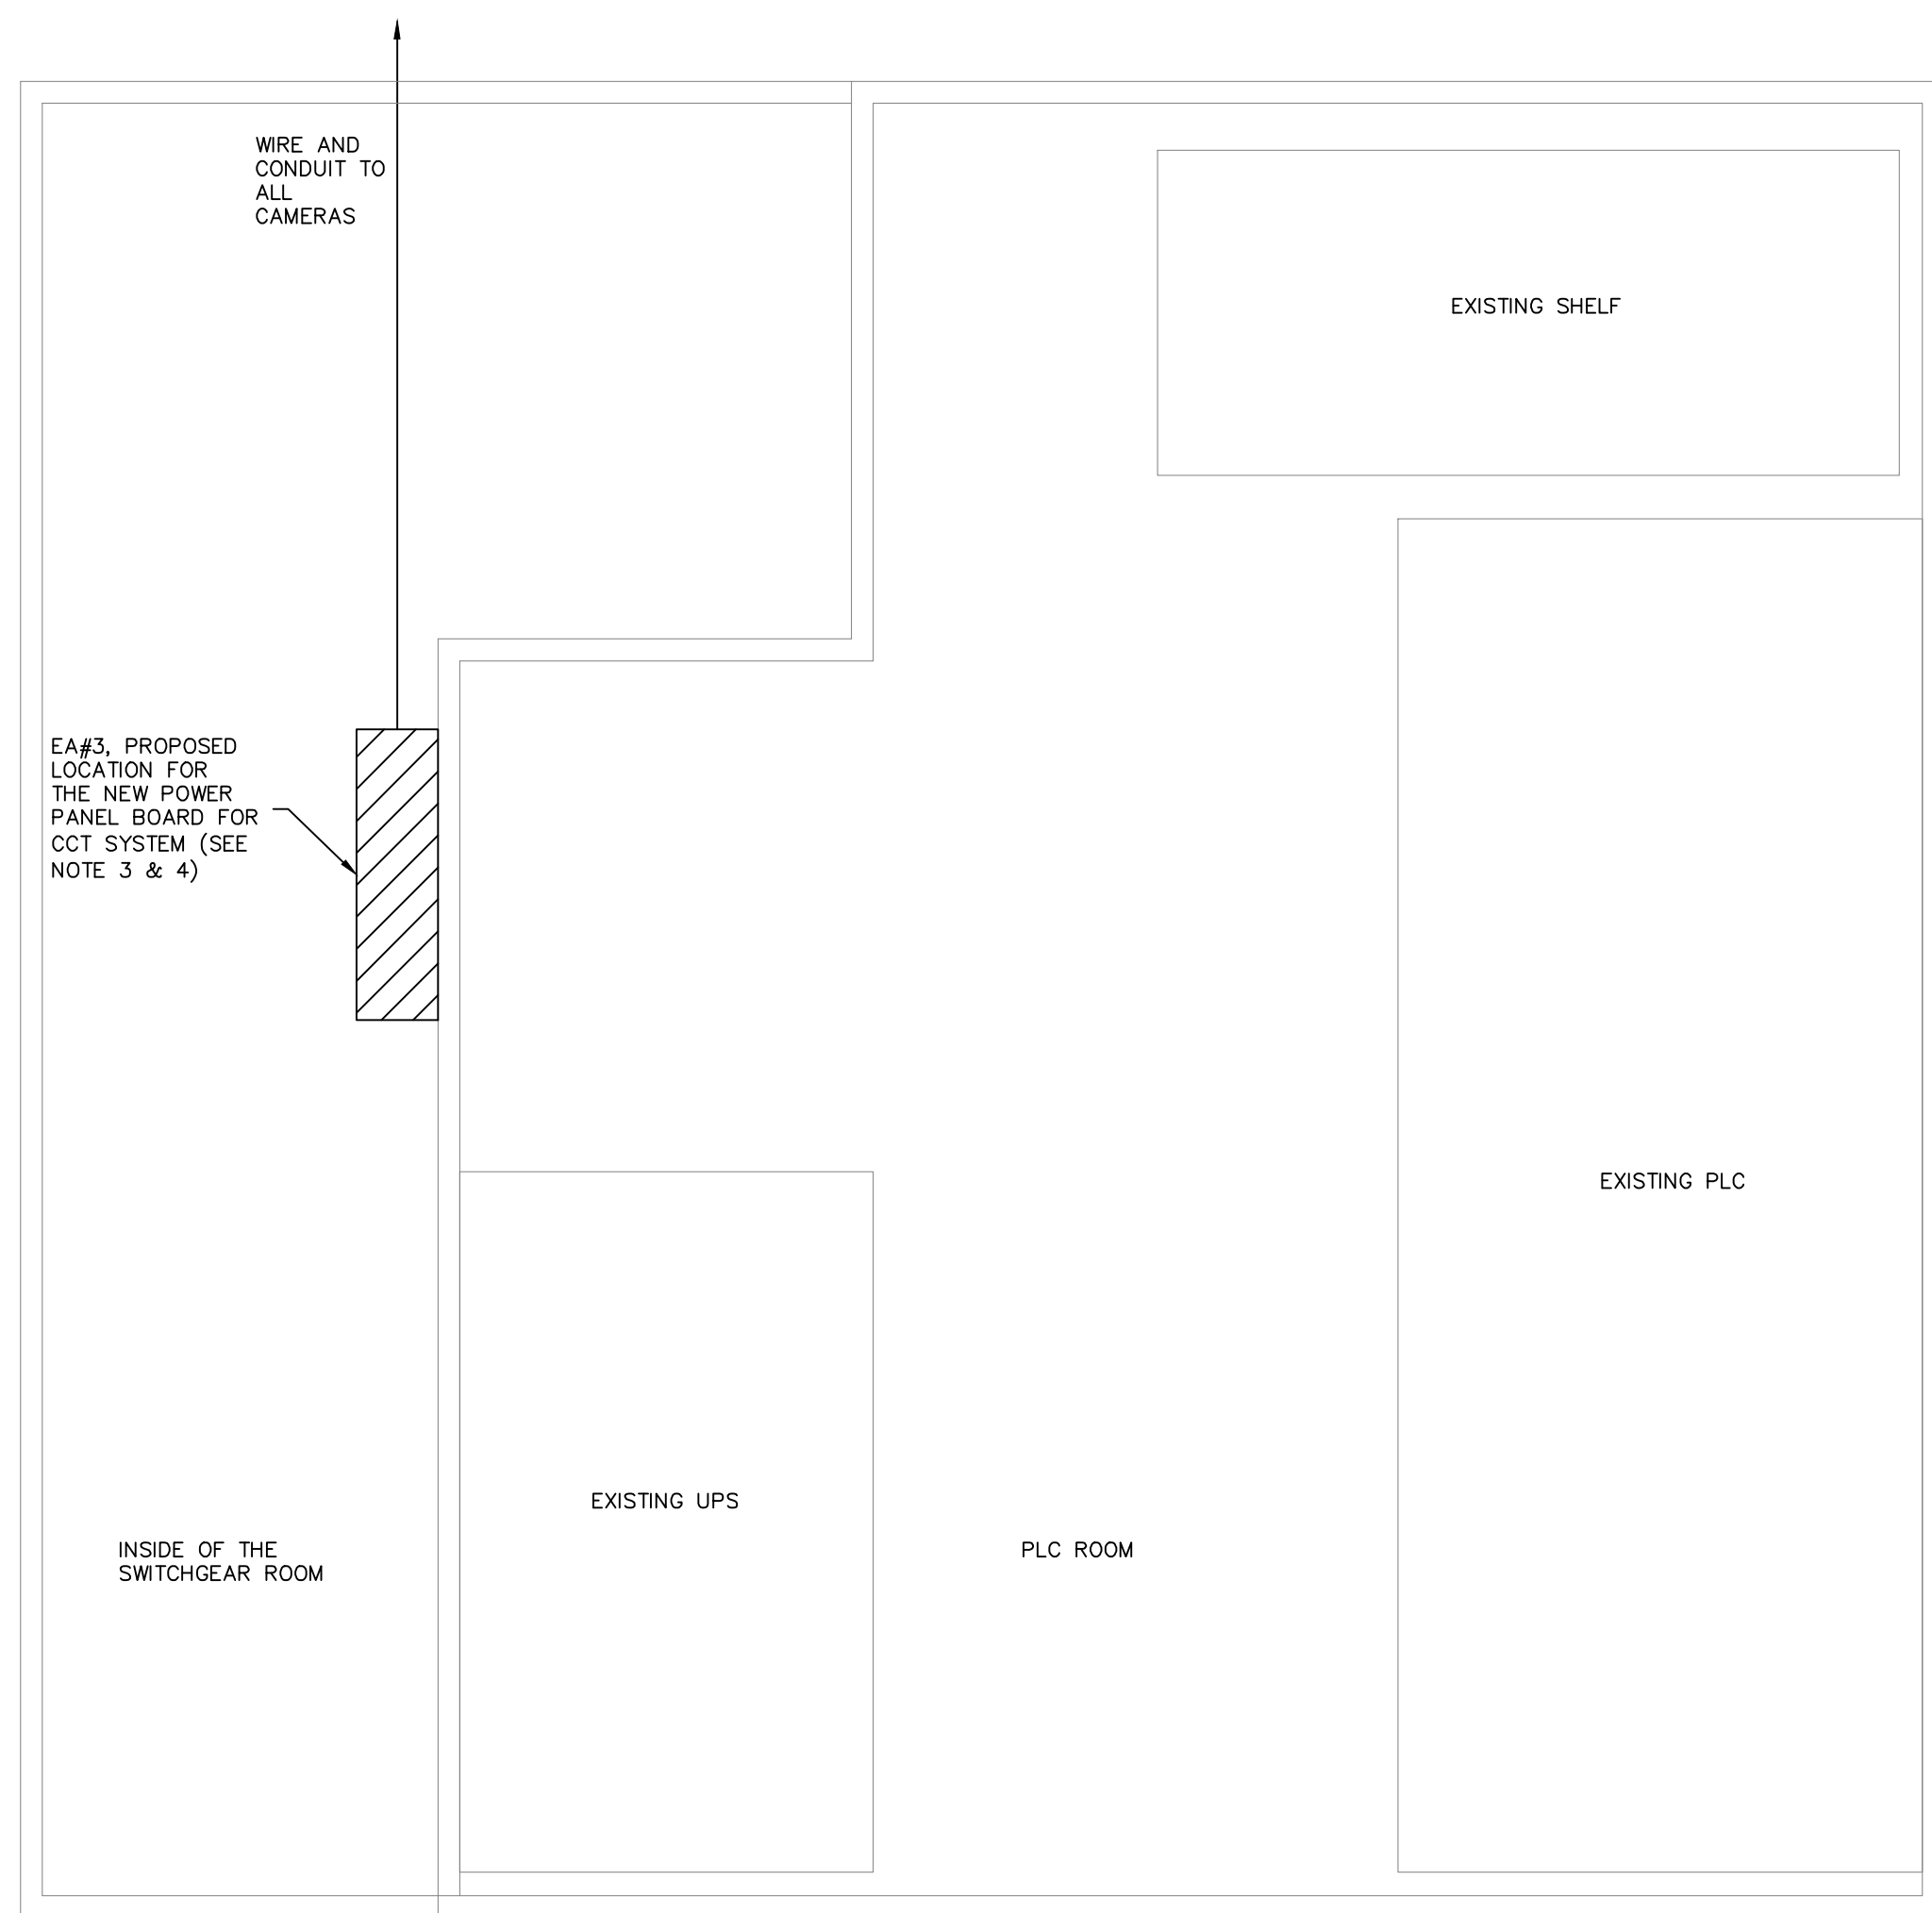 WIRE AND
CONDUIT TO
ALL
CAMERAS
EXISTING SHELF
EA#3, PROPOSED
LOCATION FOR
THE NEW POWER
PANEL BOARD FOR
CCT SYSTEM (SEE
NOTE 3 & 4)
EXISTING PLC
EXISTING UPS
INSIDE OF THE
SWITCHGEAR ROOM
PLC ROOM